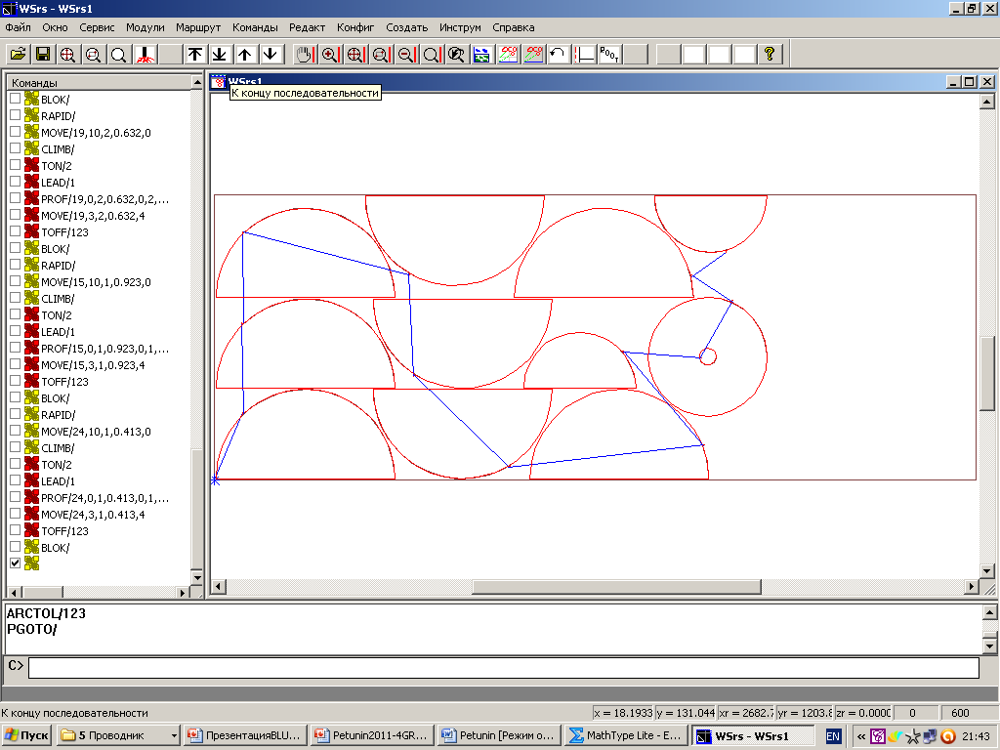 WSrs - WSrs1
Файл Окно Сервис Модули Маршрут Команды Редакт Конфиг Создать Инструм Справка
Команды
WSrs1
К концу последовательности
BLOK/
RAPID/
MOVE/19,10,2,0.632,0
CLIMB/
TON/2
LEAD/1
PROF/19,0,2,0.632,0,2,...
MOVE/19,3,2,0.632,4
TOFF/123
BLOK/
RAPID/
MOVE/15,10,1,0.923,0
CLIMB/
TON/2
LEAD/1
PROF/15,0,1,0.923,0,1,...
MOVE/15,3,1,0.923,4
TOFF/123
BLOK/
RAPID/
MOVE/24,10,1,0.413,0
CLIMB/
TON/2
LEAD/1
PROF/24,0,1,0.413,0,1,...
MOVE/24,3,1,0.413,4
TOFF/123
BLOK/
ARCTOL/123
PGOTO/
C>
К концу последовательности x = 18.1933 y = 131.044 xr = 2682.7 yr = 1203.8 zr = 0.0000 0 600
Пуск 5 Проводник ПрезентацияBLU... Petunin2011-4GR... Petunin [Режим о... MathType Lite - E... WSrs - WSrs1 EN « 21:43